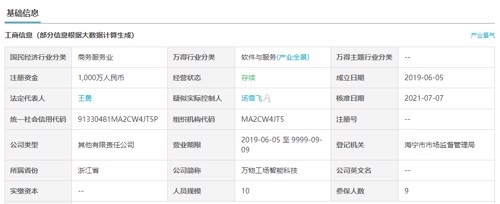 基础信息
工商信息（部分信息根据大数据计算生成） 产业景气
国民经济行业分类 商务服务业 万得行业分类 软件与服务(产业全景) 万得主题行业分类 --
注册资金 1,000万人民币 经营状态 存续 成立日期 2019-06-05
法定代表人 王勇 疑似实际控制人 汤雪飞 核准日期 2021-07-07
统一社会信用代码 91330481MA2CW4JT5P 组织机构代码 MA2CW4JT5 注册号 --
公司类型 其他有限责任公司 营业期限 2019-06-05 至 9999-09-09 登记机关 海宁市市场监督管理局
所属省份 浙江省 公司简称 万物工场智能科技 公司英文名 --
实缴资本 -- 人员规模 10 参保人数 9